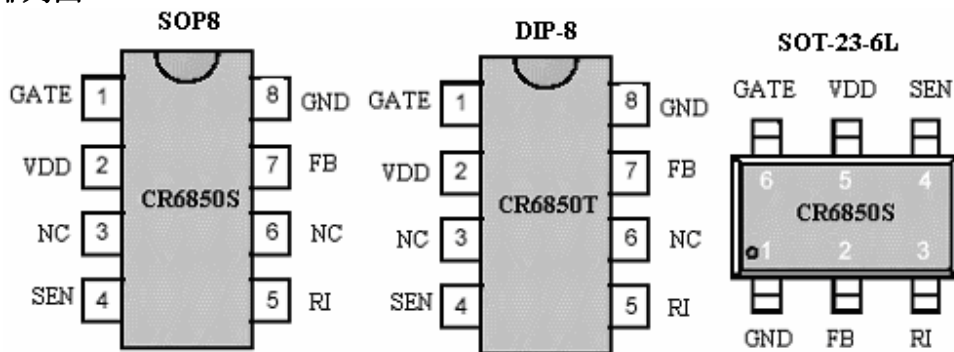 SOP8
GATE 1 8 GND
VDD 2 7 FB
CR6850S
NC 3 6 NC
SEN 4 5 RI
DIP-8
GATE 1 8 GND
VDD 2 7 FB
CR6850T
NC 3 6 NC
SEN 4 5 RI
SOT-23-6L
GATE VDD SEN
6 5 4
CR6850S
1 2 3
GND FB RI